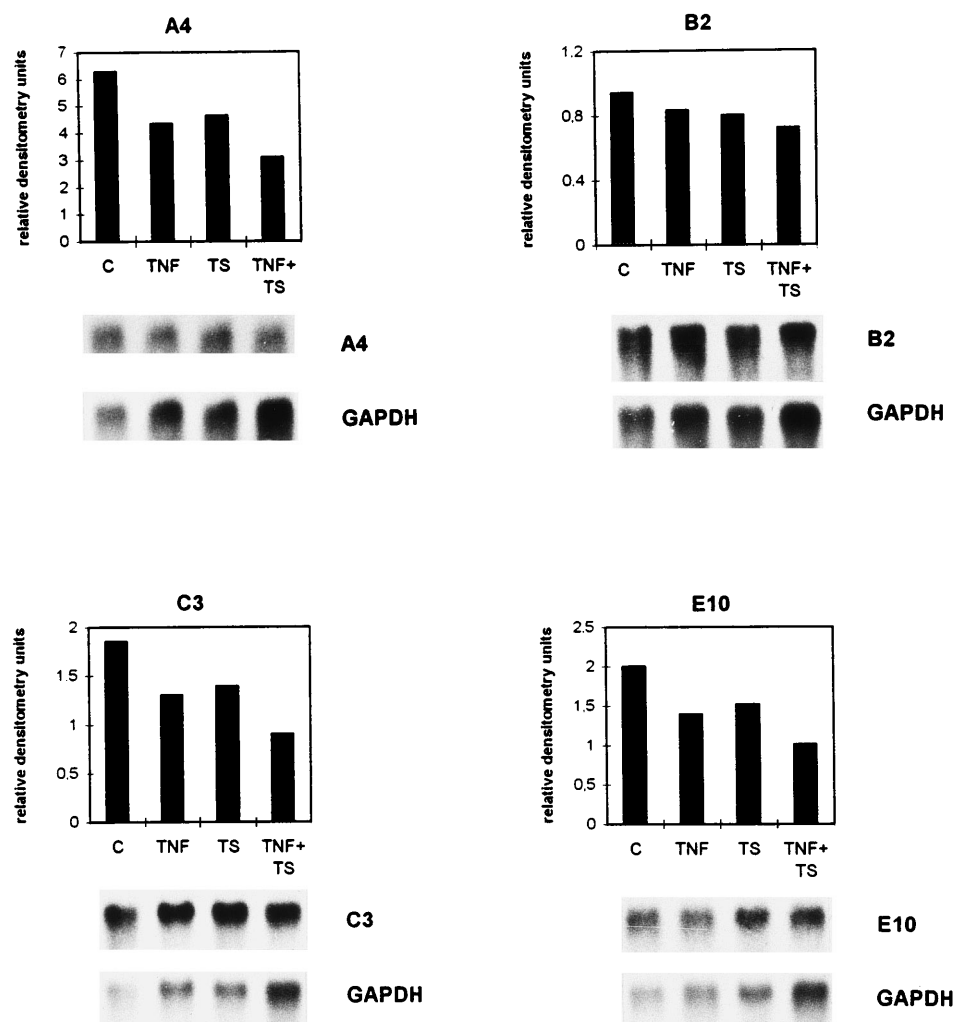 A4
relative densitometry units
7
6
5
4
3
2
1
0
C TNF TS TNF+
TS
A4
GAPDH
B2
relative densitometry units
1.2
0.8
0.4
0
C TNF TS TNF+
TS
B2
GAPDH
C3
relative densitometry units
2
1.5
1
0.5
0
C TNF TS TNF+
TS
C3
GAPDH
E10
relative densitometry units
2.5
2
1.5
1
0.5
0
C TNF TS TNF+
TS
E10
GAPDH